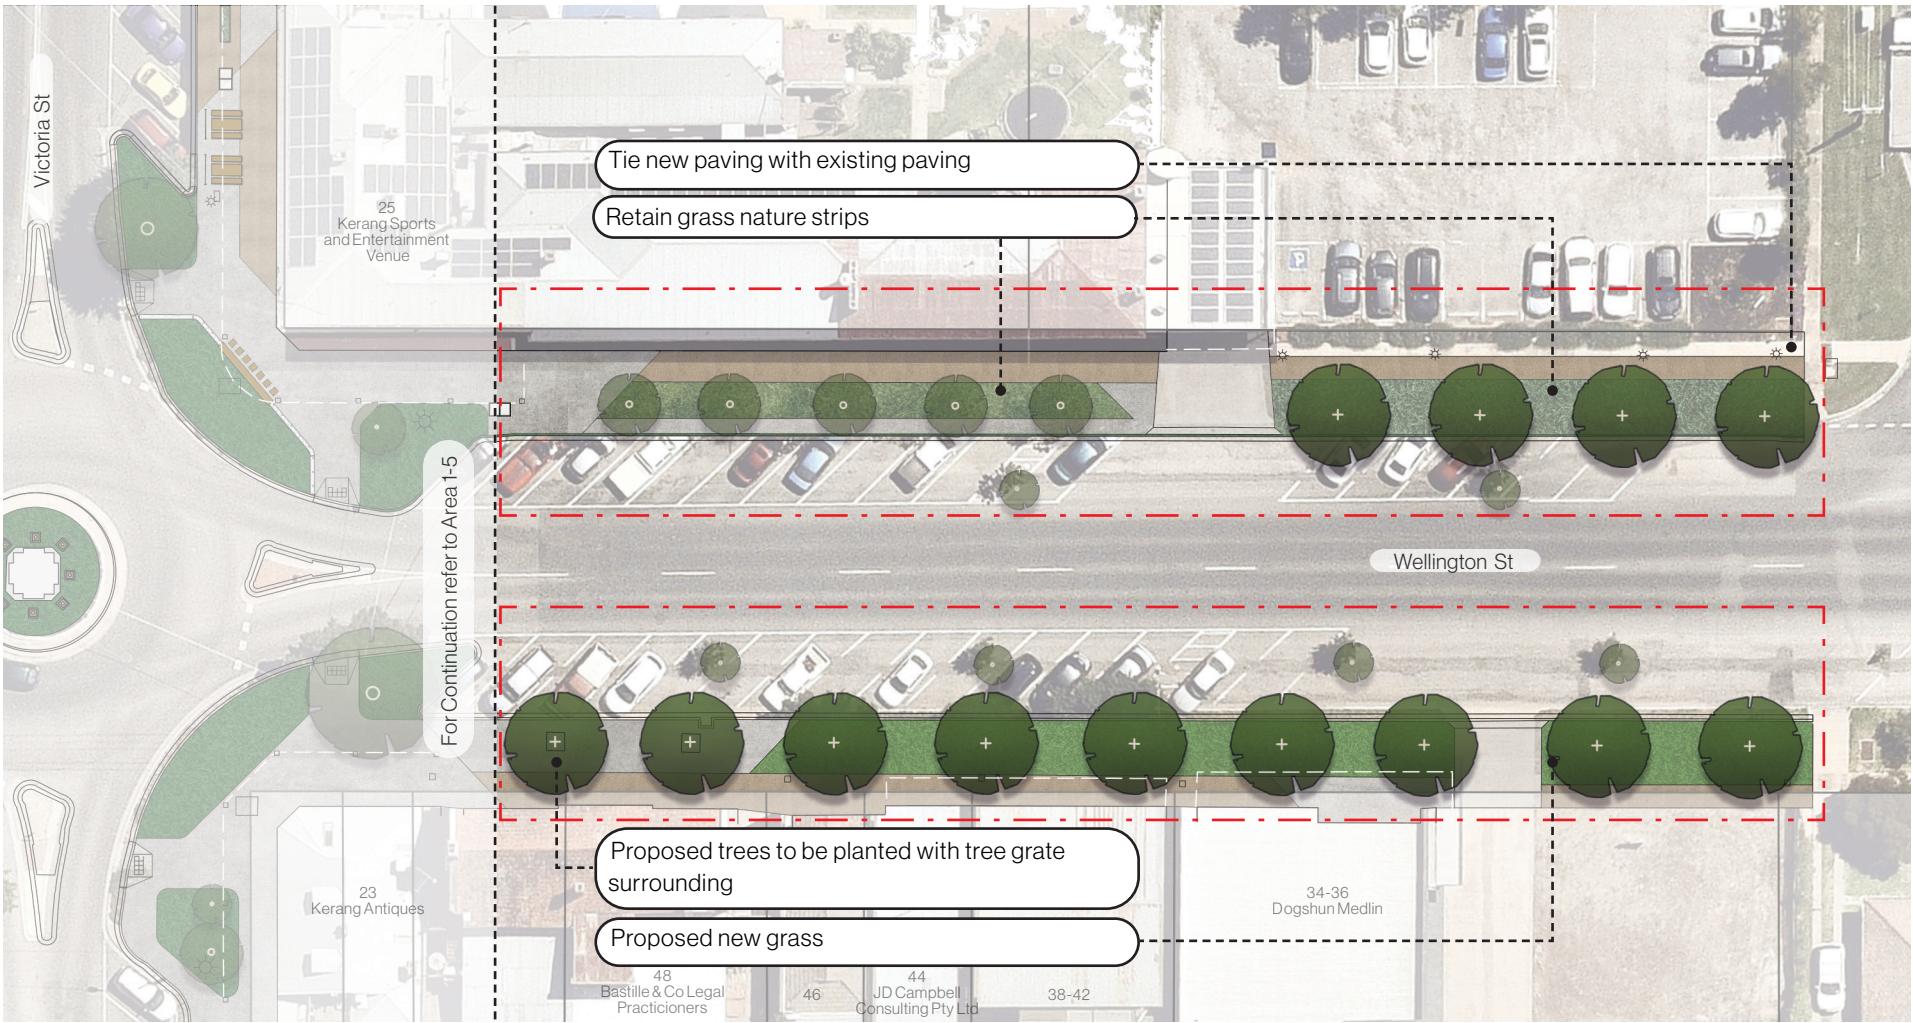 Victoria St
25
Kerang Sports
and Entertainment
Venue
Tie new paving with existing paving
Retain grass nature strips
P
For Continuation refer to Area 1-5
Wellington St
Proposed trees to be planted with tree grate
surrounding
Proposed new grass
23
Kerang Antiques
48
Bastille & Co Legal
Practicioners
46
44
JD Campbell
Consulting Pty Ltd
38-42
34-36
Dogshun Medlin